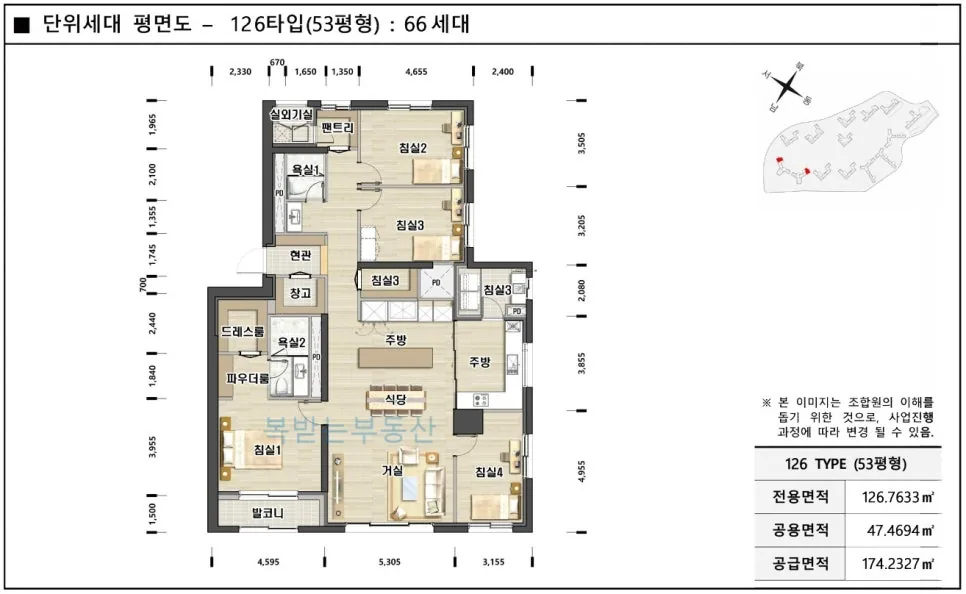 ■ 단위세대 평면도 – 126타입(53평형) : 66세대
670
2,330 1,650 1,350 4,655 2,400
1,965
2,100
1,355
1,745
700
2,440
1,840
3,955
1,500
실외기실
팬트리
침실2
욕실1
PD
침실3
현관
침실3
PD
침실3
창고
PD
드레스룸
욕실2
주방
PD
주방
파우더룸
식당
복받는부동산
침실1
거실
침실4
발코니
3,505
3,205
2,080
3,855
4,955
4,595 5,305 3,155
북
서
동
남
※ 본 이미지는 조합원의 이해를
돕기 위한 것으로, 사업진행
과정에 따라 변경 될 수 있음.
126 TYPE (53평형)
전용면적 126.7633㎡
공용면적 47.4694㎡
공급면적 174.2327㎡